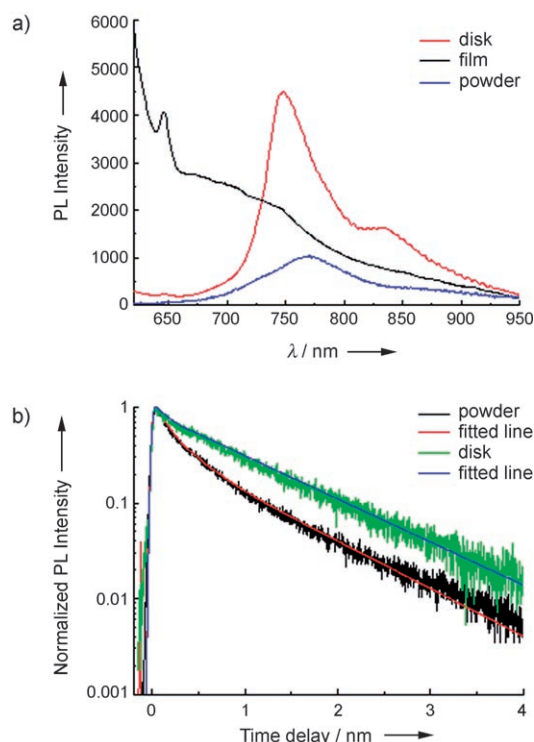 a)
6000
5000
4000
3000
2000
1000
0
PL Intensity
disk
film
powder
650 700 750 800 850 900 950
λ / nm
b)
1
0.1
0.01
0.001
Normalized PL Intensity
powder
fitted line
disk
fitted line
0 1 2 3 4
Time delay / nm